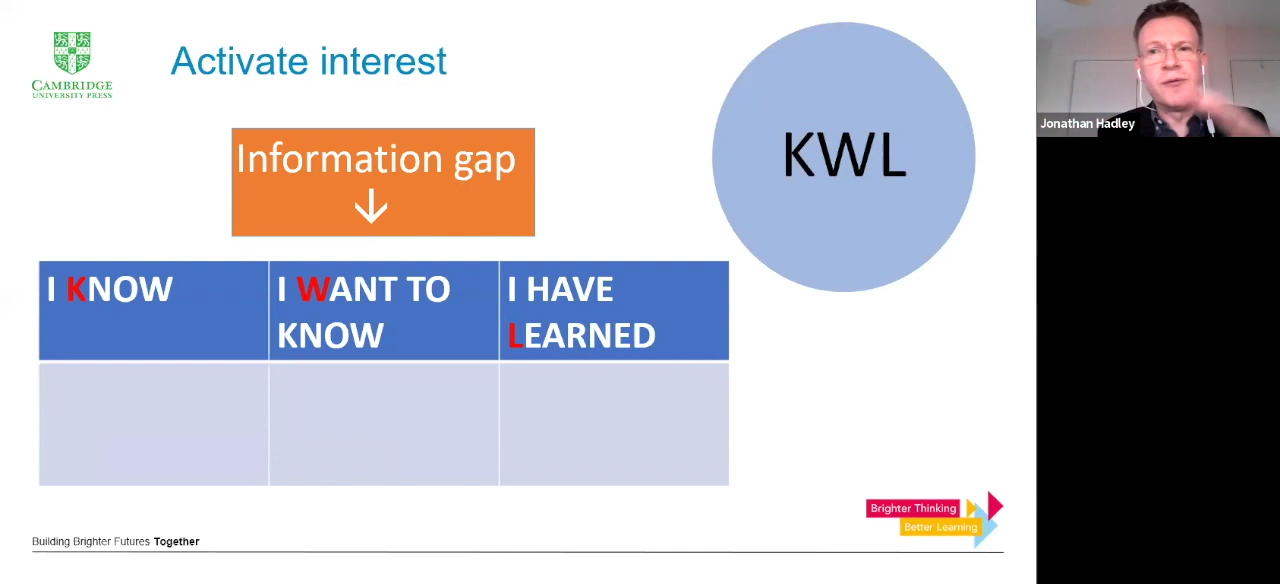 CAMBRIDGE
UNIVERSITY PRESS
Activate interest
Information gap
↓
KWL
I KNOW
I WANT TO
KNOW
I HAVE
LEARNED
Brighter Thinking
Better Learning
Building Brighter Futures Together
Jonathan Hadley